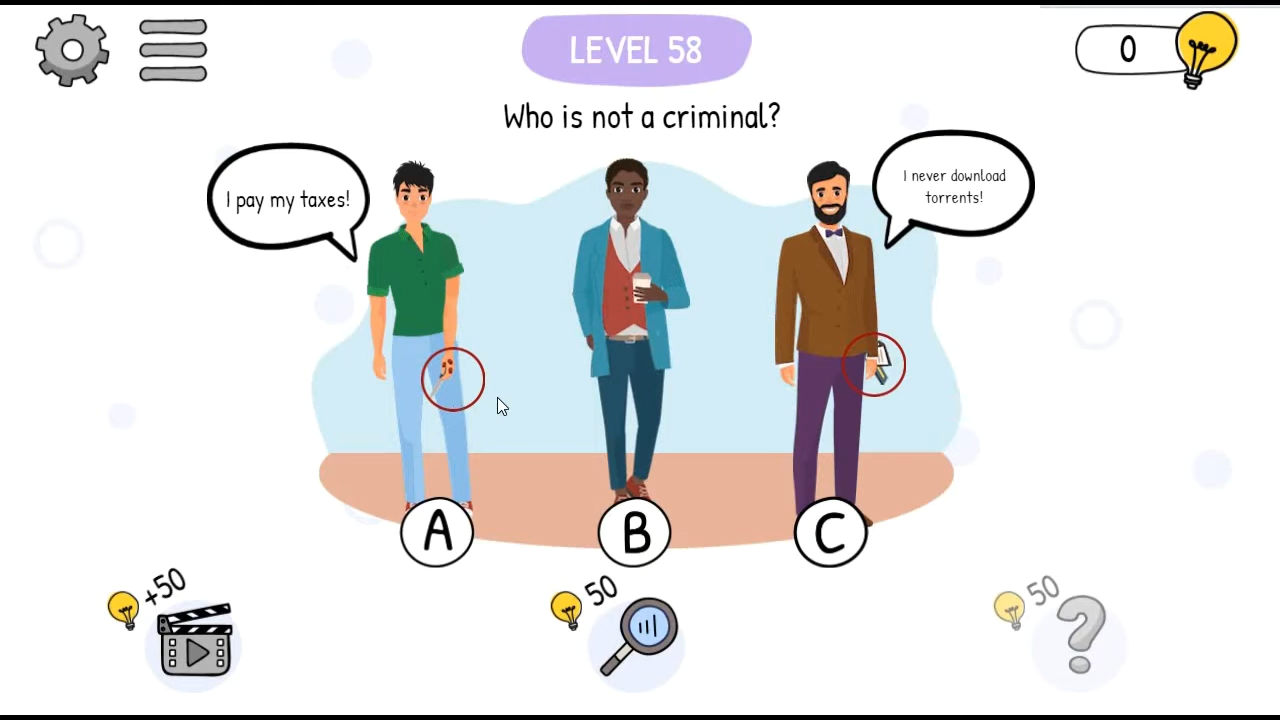 LEVEL 58
0
Who is not a criminal?
I pay my taxes!
I never download
torrents!
A
B
C
+50
50
50
?